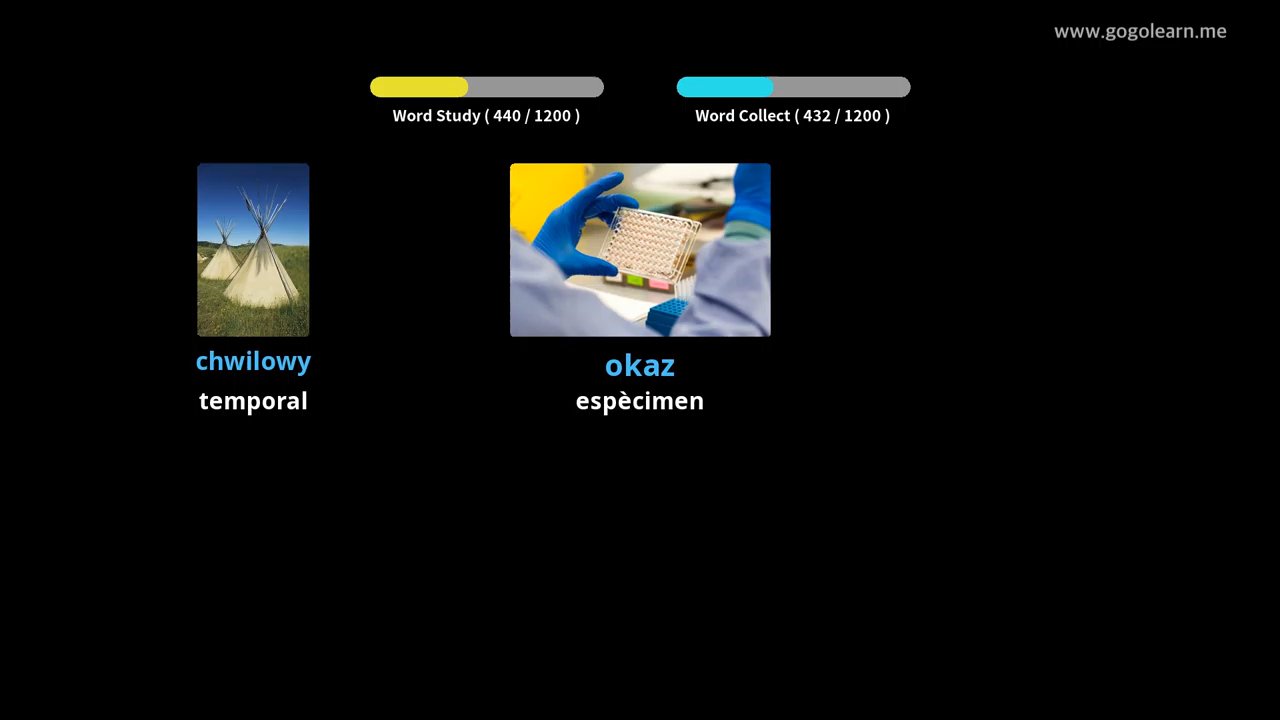 www.gogolearn.me
Word Study ( 440 / 1200 )
Word Collect ( 432 / 1200 )
chwilowy
temporal
okaz
espècimen